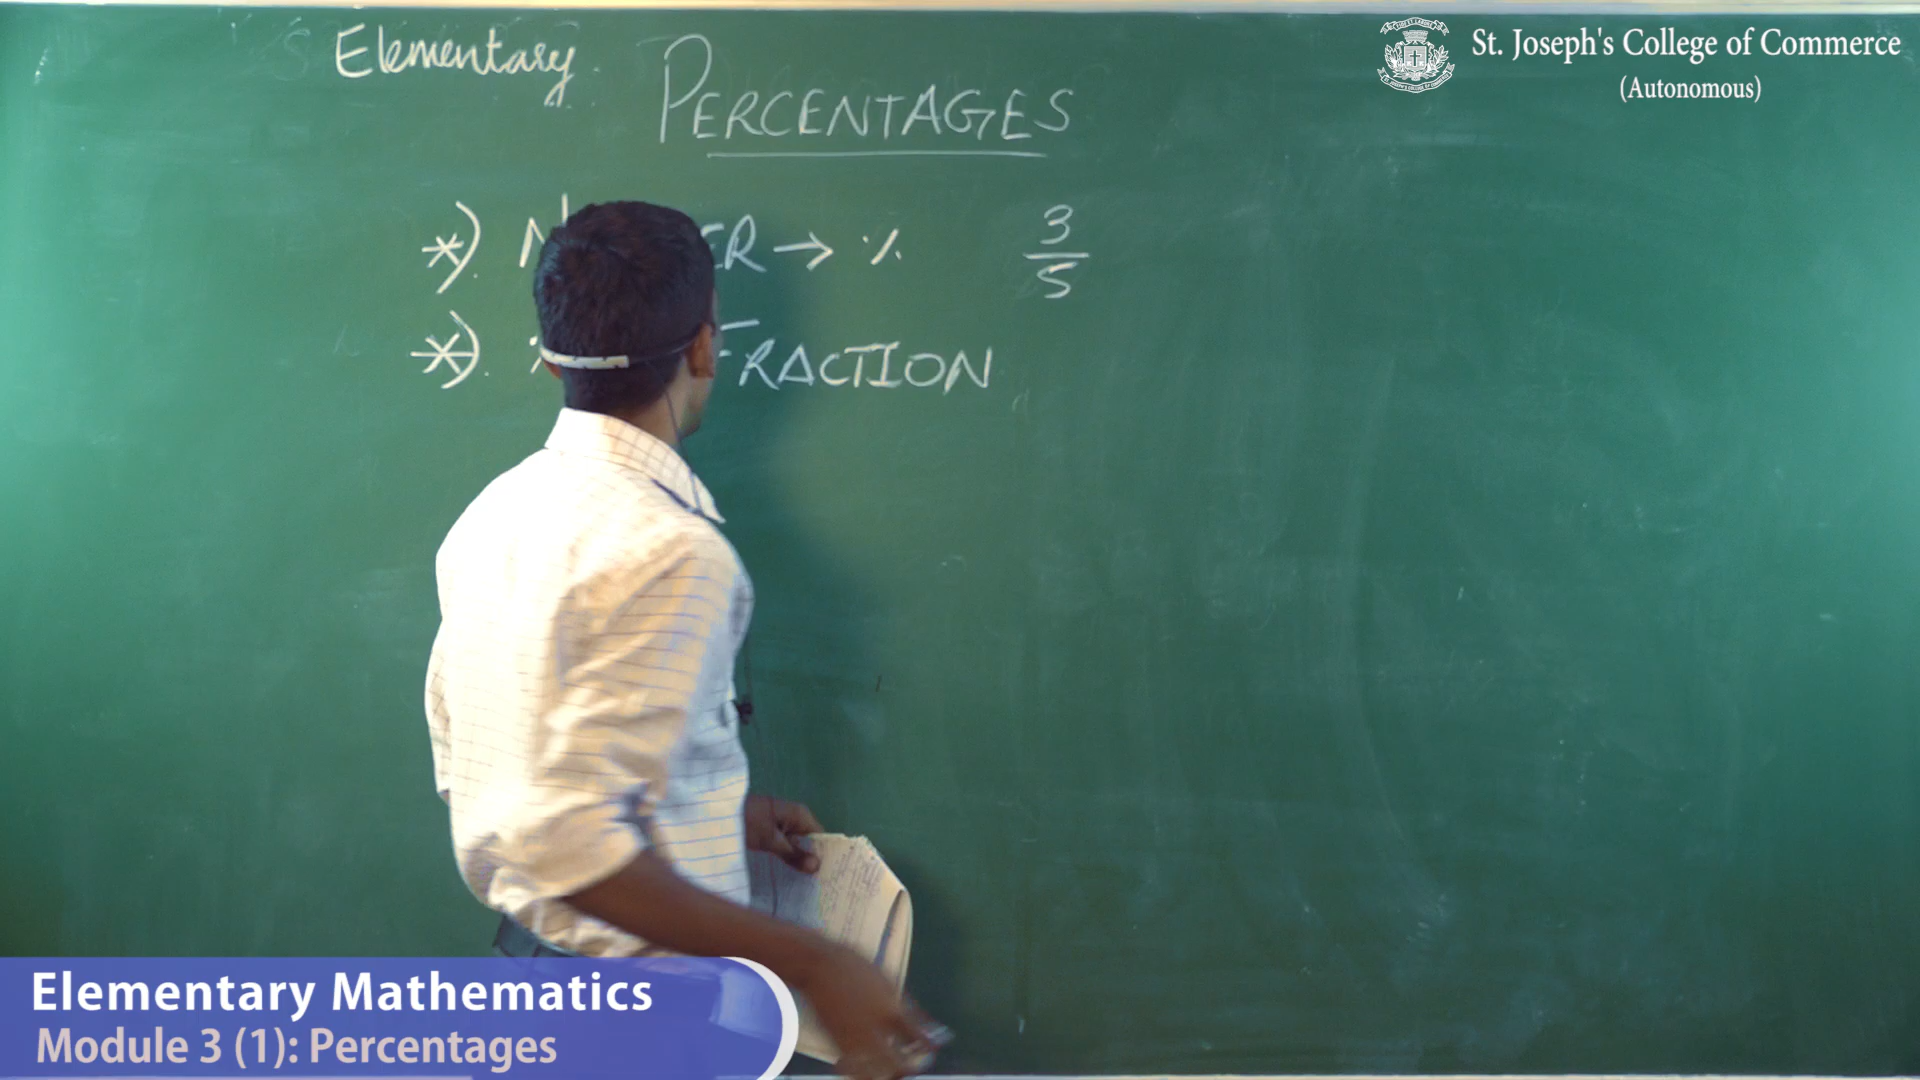 St. Joseph's College of Commerce
(Autonomous)
Elementary
PERCENTAGES
*) N ER → % 3/5
*) FRACTION
Elementary Mathematics
Module 3 (1): Percentages